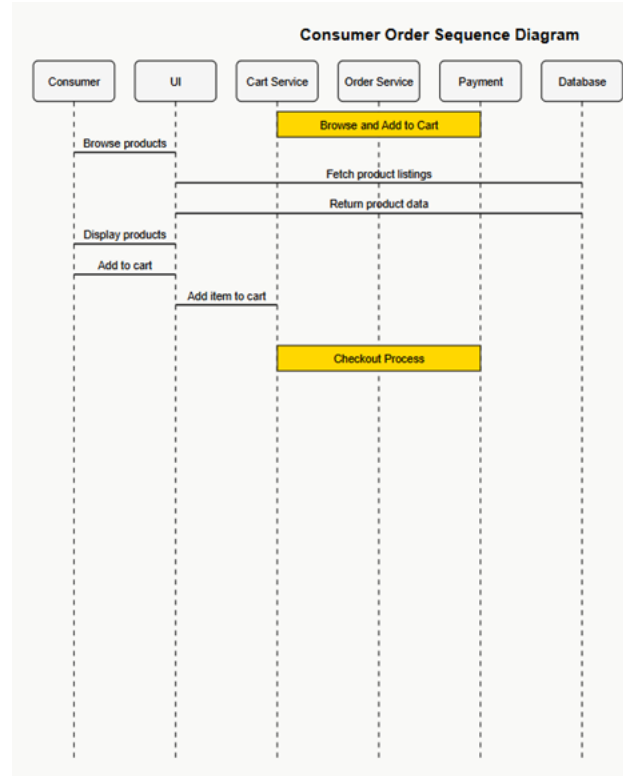 Consumer Order Sequence Diagram
Consumer
UI
Cart Service
Order Service
Payment
Database
Browse and Add to Cart
Browse products
Fetch product listings
Return product data
Display products
Add to cart
Add item to cart
Checkout Process